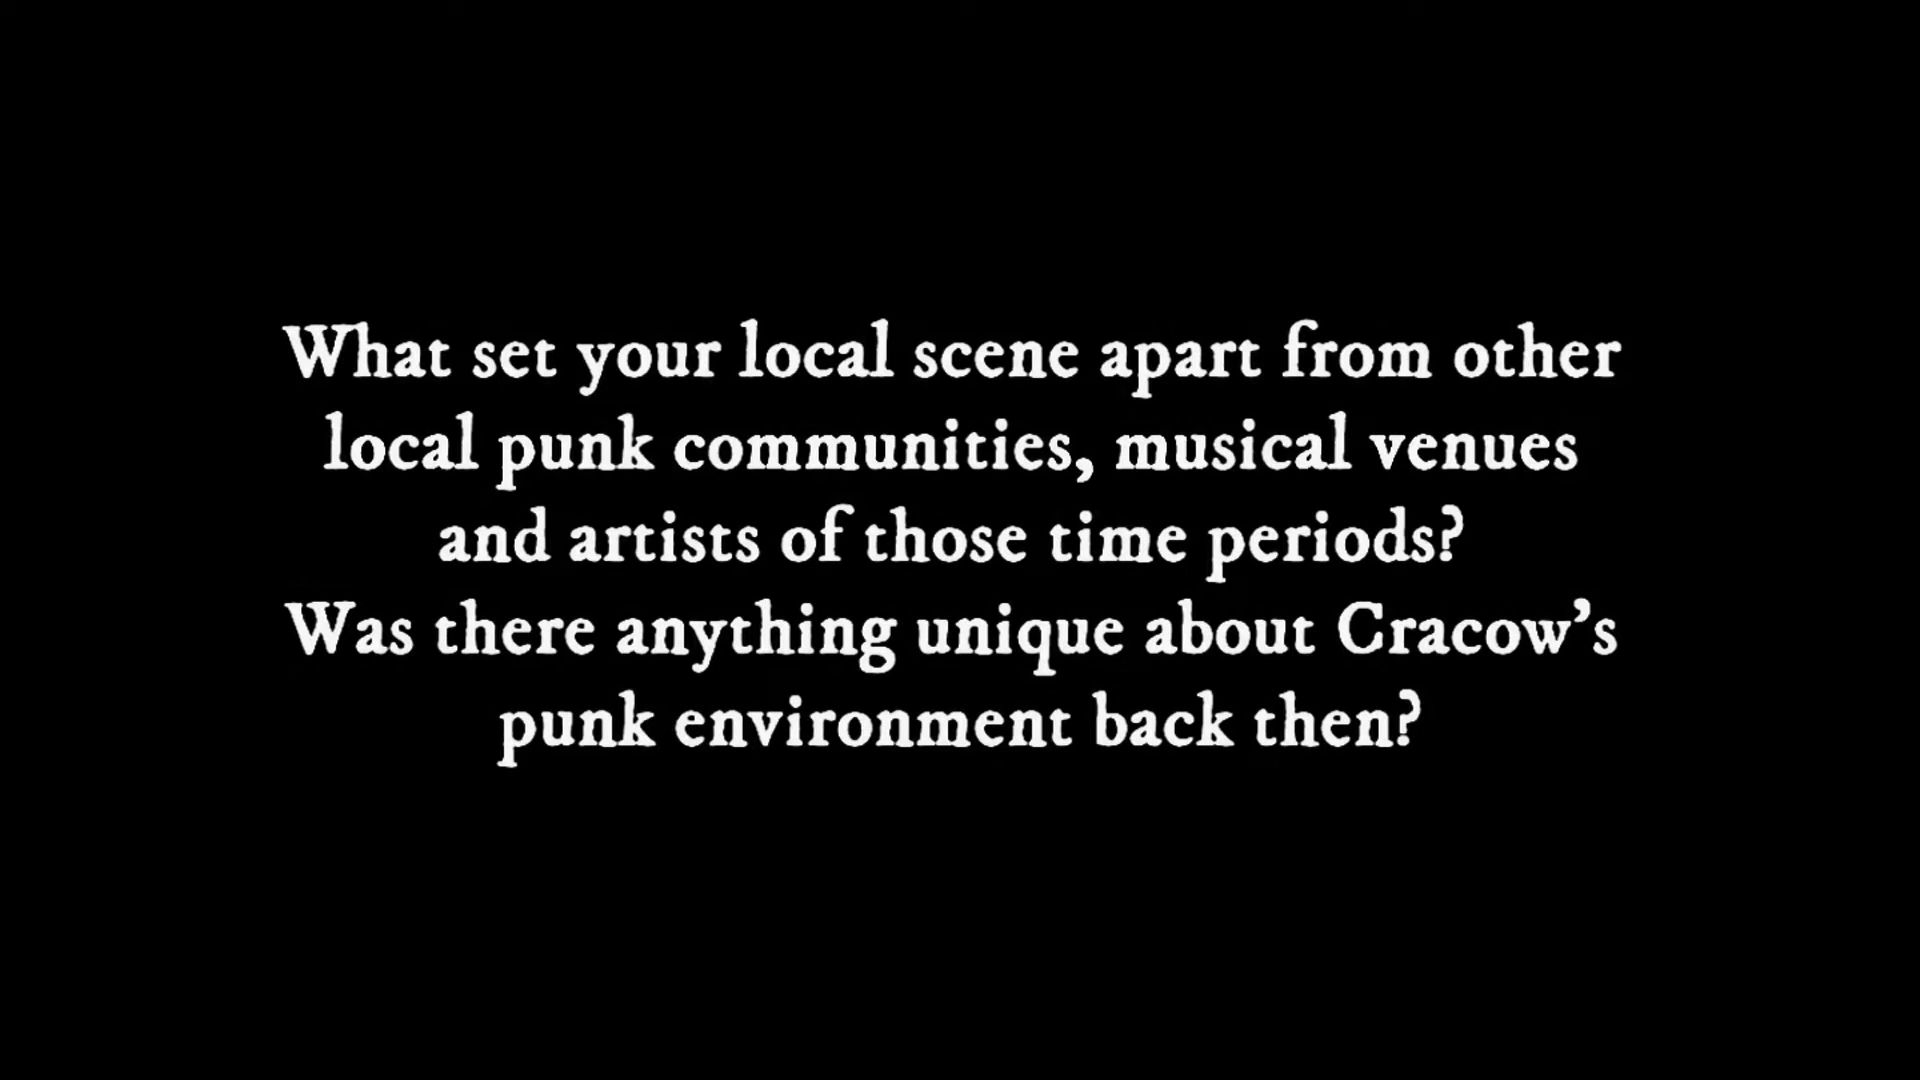 What set your local scene apart from other
local punk communities, musical venues
and artists of those time periods?
Was there anything unique about Cracow’s
punk environment back then?